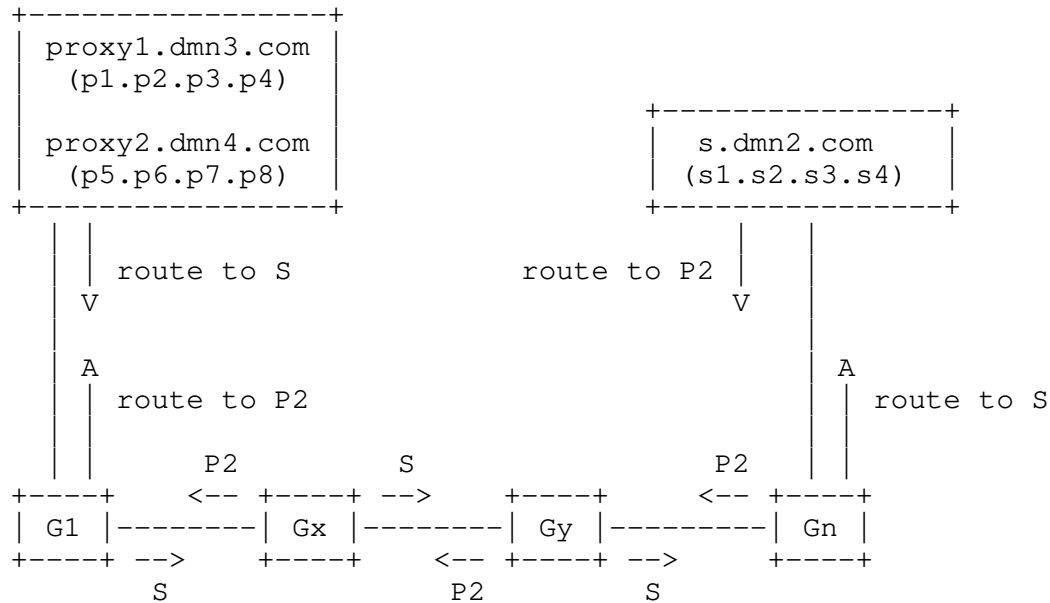 proxy1.dmn3.com
(p1.p2.p3.p4)
proxy2.dmn4.com
(p5.p6.p7.p8)
s.dmn2.com
(s1.s2.s3.s4)
route to S
route to P2
V
V
A
A
route to P2
route to S
P2
S
P2
<--
-->
<--
G1
Gx
Gy
Gn
-->
<--
-->
S
P2
S